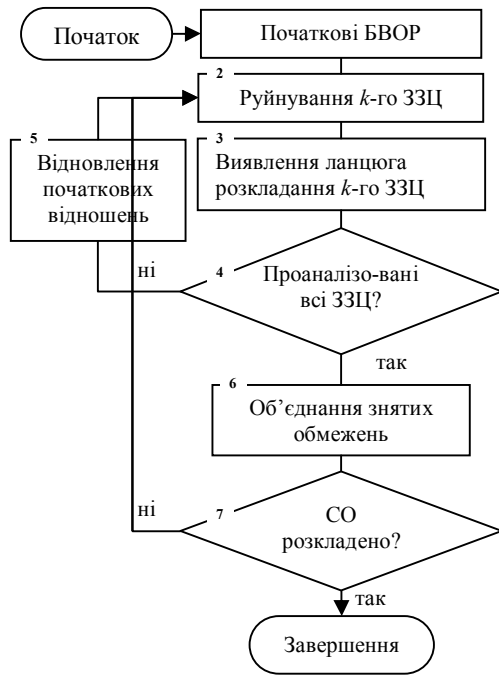 Початок
Початкові БВОР
2
Руйнування k-го ЗЗЦ
5
Відновлення
початкових
відношень
3
Виявлення ланцюга
розкладання k-го ЗЗЦ
ні
4
Проаналізо-вані
всі ЗЗЦ?
так
6
Об’єднання знятих
обмежень
ні
7
СО
розкладено?
так
Завершення